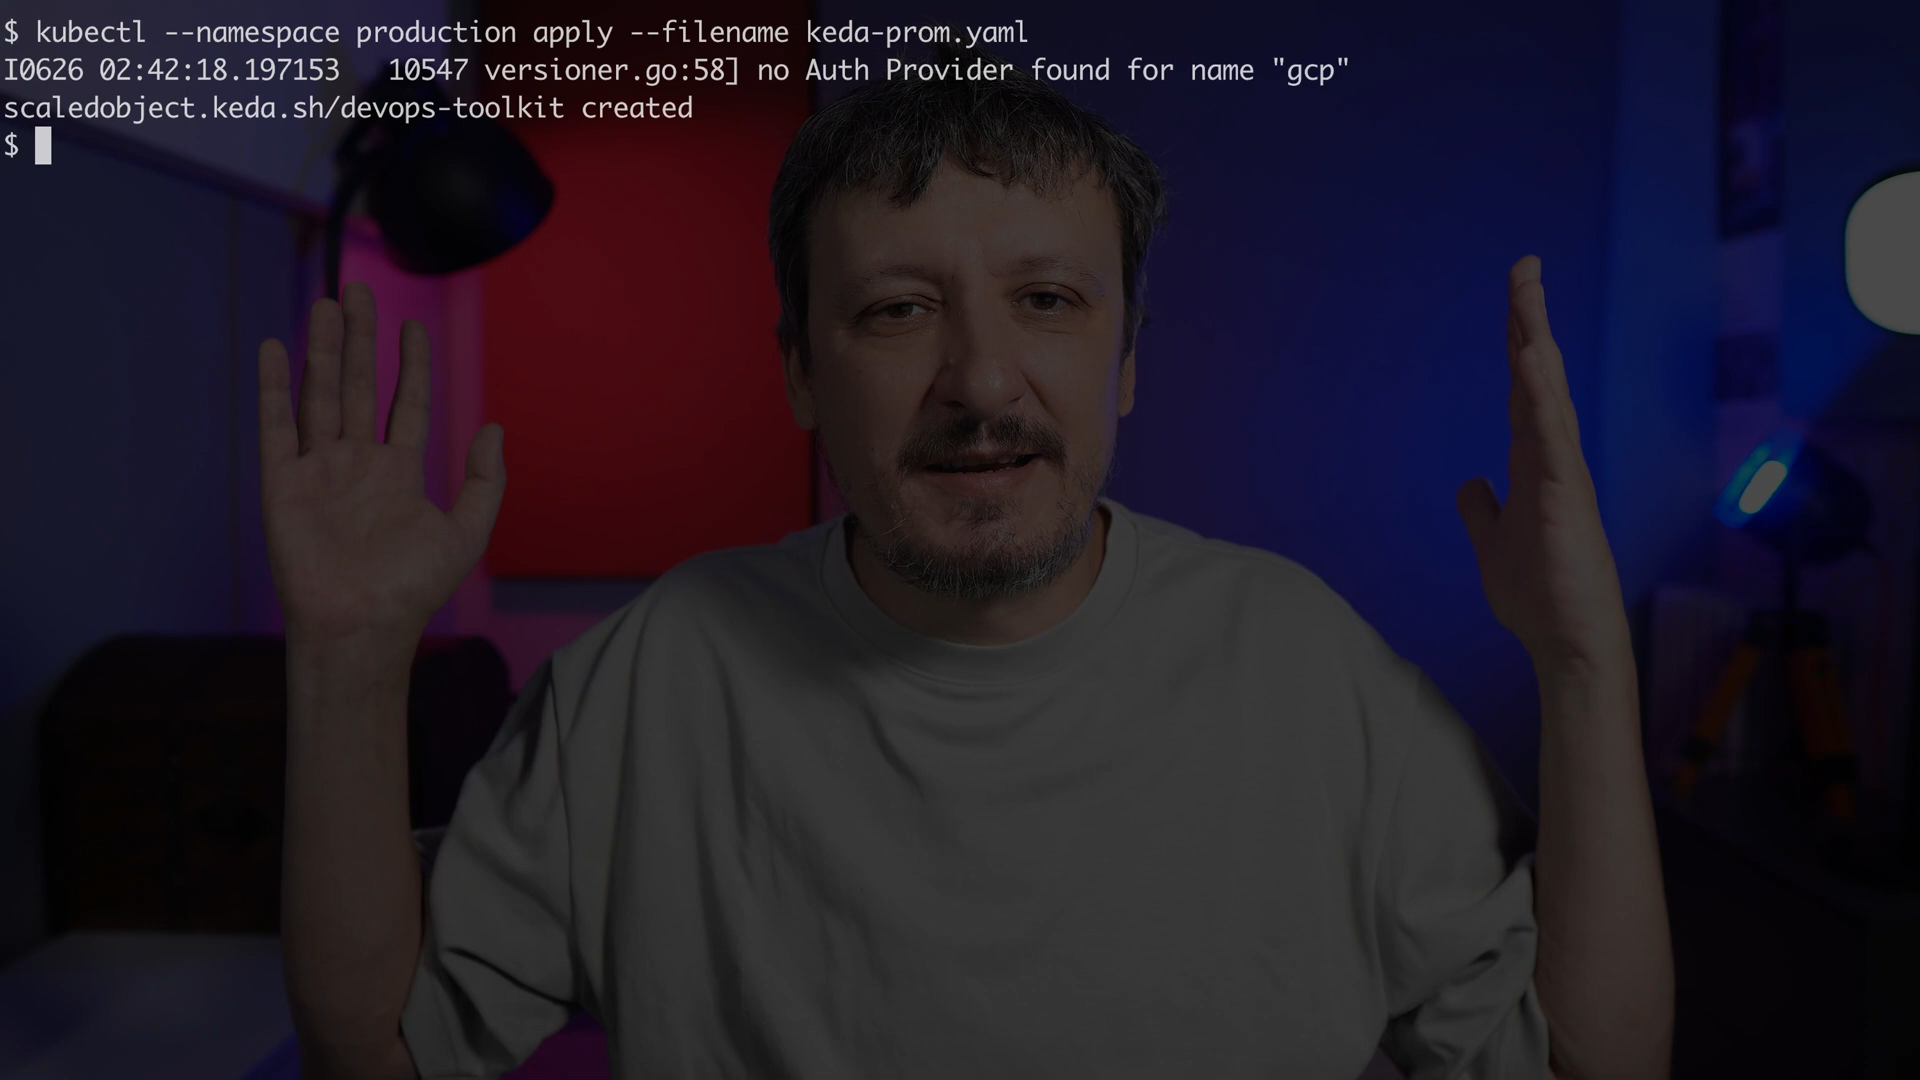 $ kubectl --namespace production apply --filename keda-prom.yaml
I0626 02:42:18.197153   10547 versioner.go:58] no Auth Provider found for name "gcp"
scaledobject.keda.sh/devops-toolkit created
$